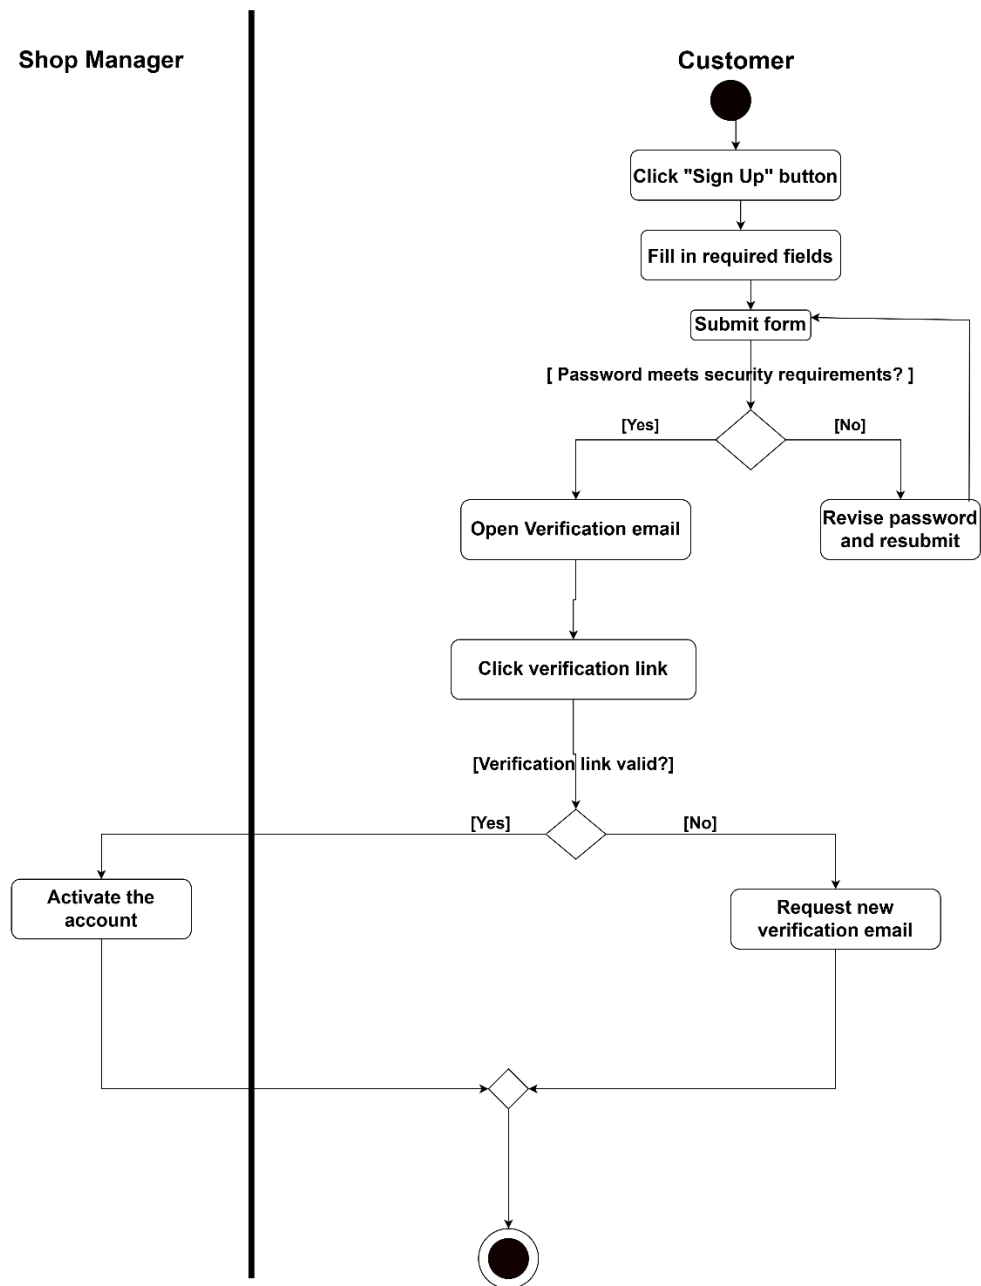 Shop Manager
Customer
Click "Sign Up" button
Fill in required fields
Submit form
[ Password meets security requirements? ]
[Yes]
[No]
Open Verification email
Revise password
and resubmit
Click verification link
[Verification link valid?]
[Yes]
[No]
Activate the
account
Request new
verification email